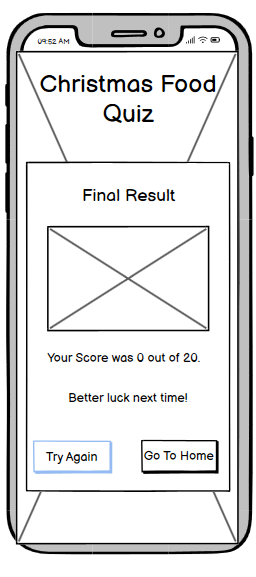 09:52 AM
Christmas Food
Quiz
Final Result
Your Score was 0 out of 20.
Better luck next time!
Try Again
Go To Home